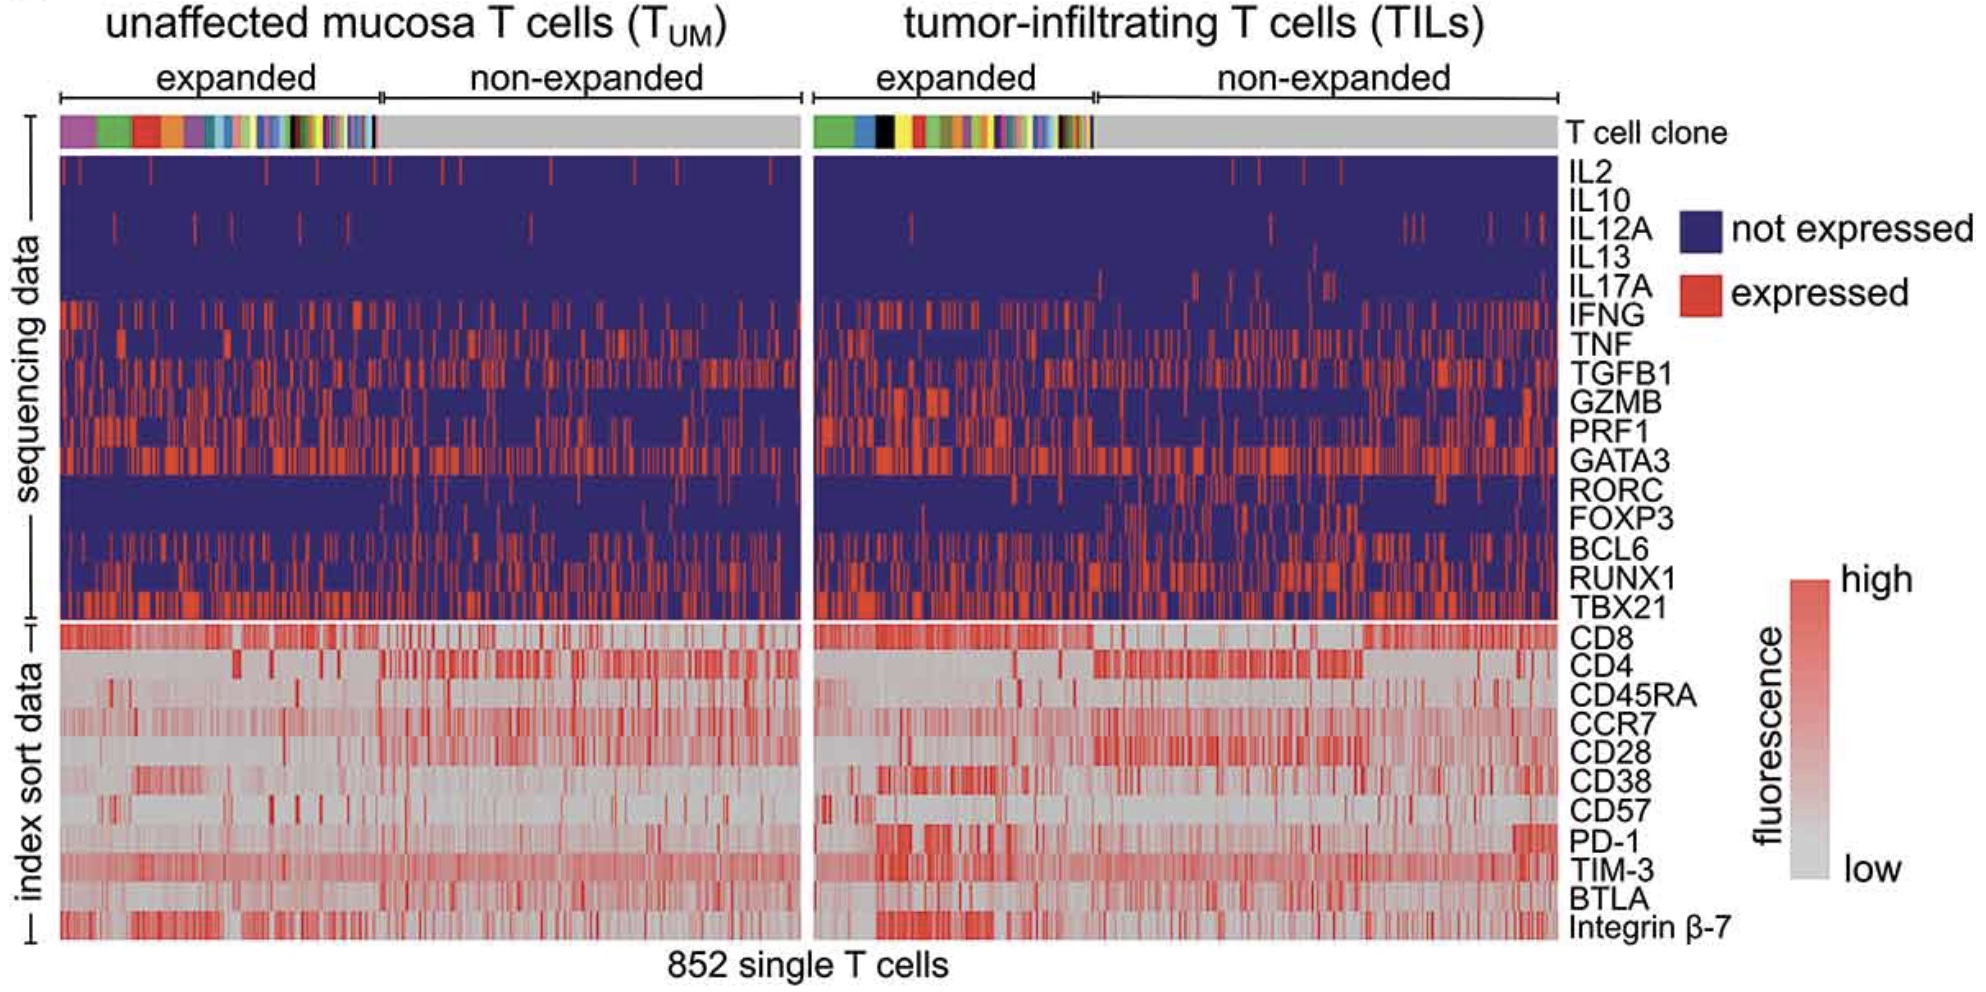 unaffected mucosa T cells (TUM)
tumor-infiltrating T cells (TILs)
expanded
non-expanded
expanded
non-expanded
T cell clone
sequencing data
IL2
IL10
IL12A
IL13
IL17A
IFNG
TNF
TGFB1
GZMB
PRF1
GATA3
RORC
FOXP3
BCL6
RUNX1
TBX21
not expressed
expressed
index sort data
CD8
CD4
CD45RA
CCR7
CD28
CD38
CD57
PD-1
TIM-3
BTLA
Integrin β-7
high
fluorescence
low
852 single T cells